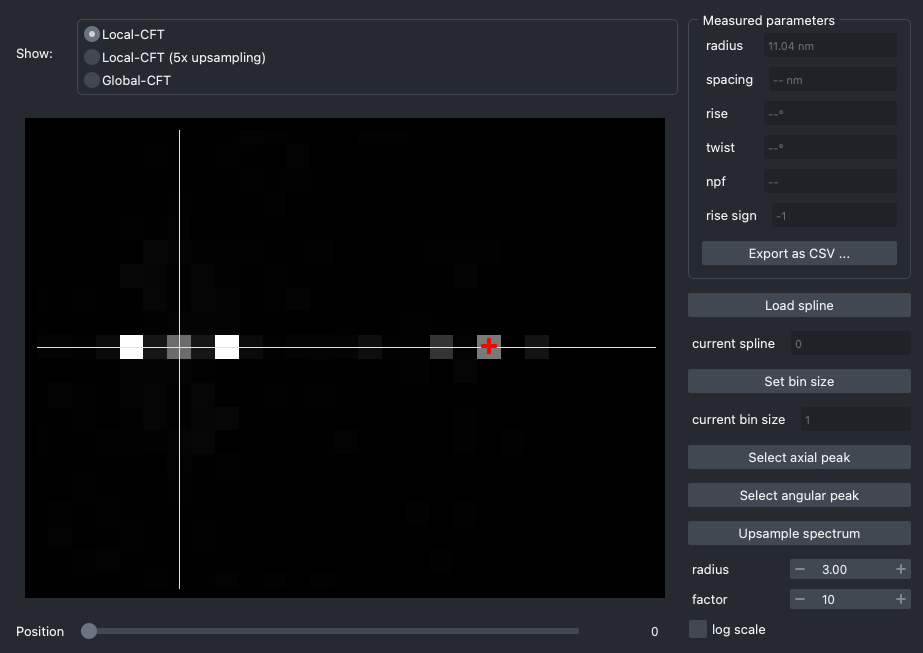 Show:
Local-CFT
Local-CFT (5x upsampling)
Global-CFT
Measured parameters
radius 11.04 nm
spacing -- nm
rise --°
twist --°
npf --
rise sign -1
Export as CSV ...
Load spline
current spline 0
Set bin size
current bin size 1
Select axial peak
Select angular peak
Upsample spectrum
radius − 3.00 +
factor − 10 +
log scale
Position 0